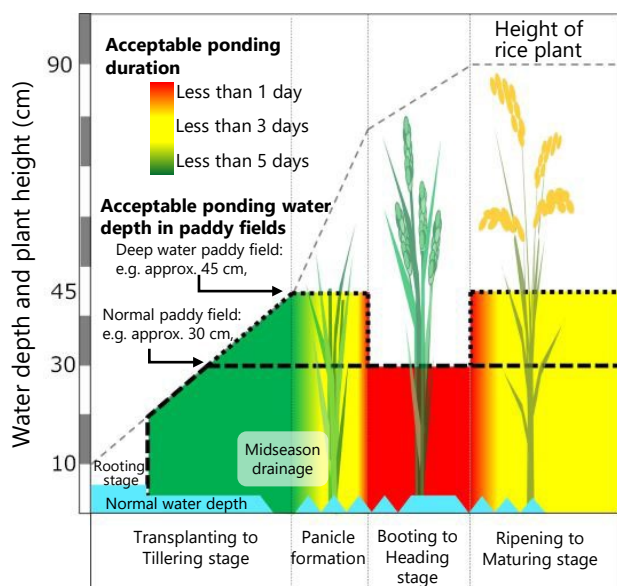 Height of
rice plant
Acceptable ponding
duration
Less than 1 day
Less than 3 days
Less than 5 days
Acceptable ponding water
depth in paddy fields
Deep water paddy field:
e.g. approx. 45 cm,
Normal paddy field:
e.g. approx. 30 cm,
Water depth and plant height (cm)
90
45
30
10
Rooting
stage
Midseason
drainage
Normal water depth
Transplanting to
Tillering stage
Panicle
formation
Booting to
Heading
stage
Ripening to
Maturing stage